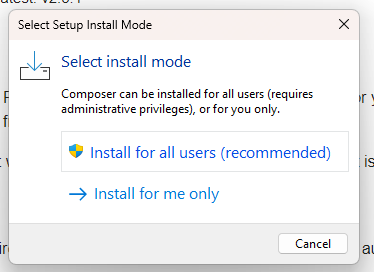 Select Setup Install Mode
Select install mode
Composer can be installed for all users (requires
administrative privileges), or for you only.
Install for all users (recommended)
Install for me only
Cancel